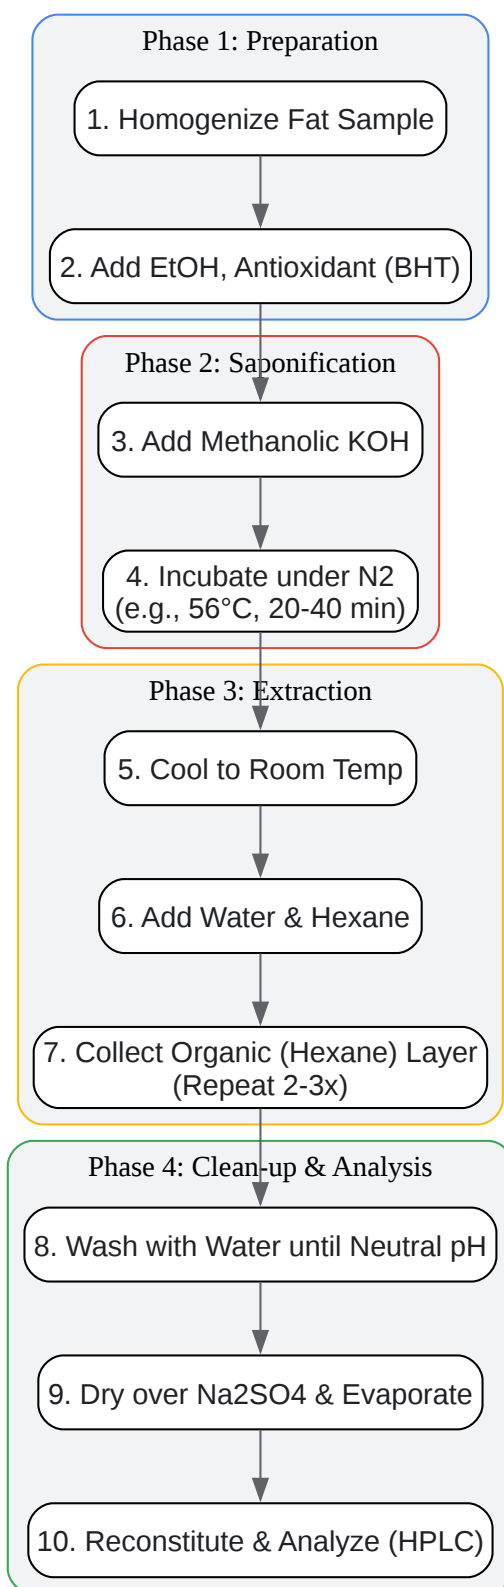 Phase 1: Preparation
1. Homogenize Fat Sample
2. Add EtOH, Antioxidant (BHT)
Phase 2: Saponification
3. Add Methanolic KOH
4. Incubate under N2
(e.g., 56°C, 20-40 min)
Phase 3: Extraction
5. Cool to Room Temp
6. Add Water & Hexane
7. Collect Organic (Hexane) Layer
(Repeat 2-3x)
Phase 4: Clean-up & Analysis
8. Wash with Water until Neutral pH
9. Dry over Na2SO4 & Evaporate
10. Reconstitute & Analyze (HPLC)